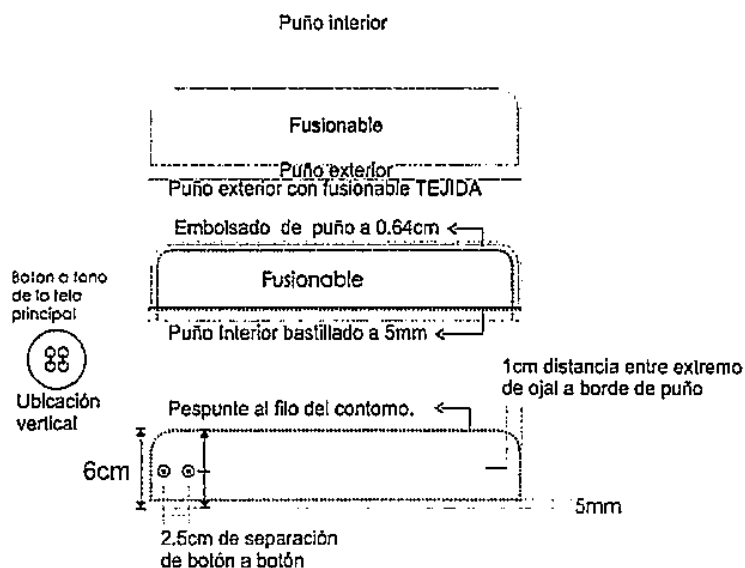 Puño interior
Fusionable
Puño exterior
Puño exterior con fusionable TEJIDA
Embolsado de puño a 0.64cm
Fusionable
Botón a tono
de la tela
principal
Puño Interior bastillado a 5mm
Ubicación
vertical
1cm distancia entre extremo
de ojal a borde de puño
Pespunte al filo del contorno.
6cm
5mm
2.5cm de separación
de botón a botón